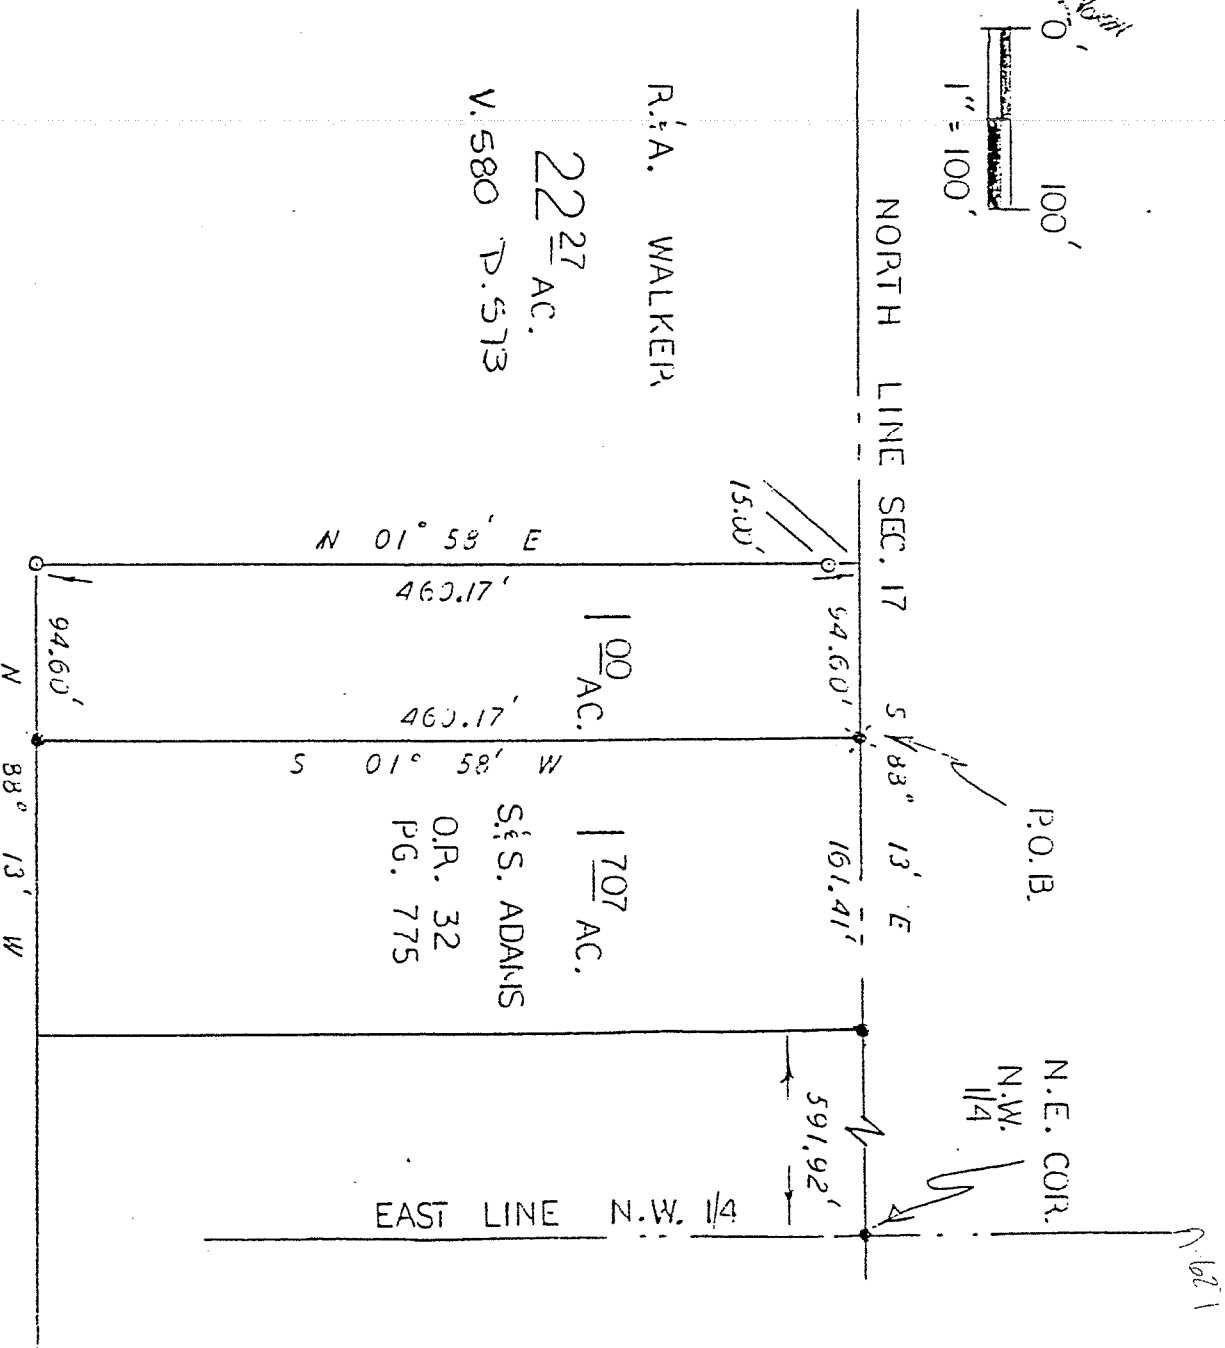 0'
100'
1" = 100'
NORTH LINE SEC. 17
R. & A. WALKER
22 27 AC.
V. 580 P. 573
15.00'
94.60'
S 88° 13' E
161.41'
P.O.B.
N.E. COR.
N.W.
1/4
591.92'
EAST LINE N.W. 1/4
N 01° 58' E
460.17'
1 00 AC.
460.17'
S 01° 58' W
1 707 AC.
S. & S. ADAMS
O.R. 32
PG. 775
94.60'
N 88° 13' W